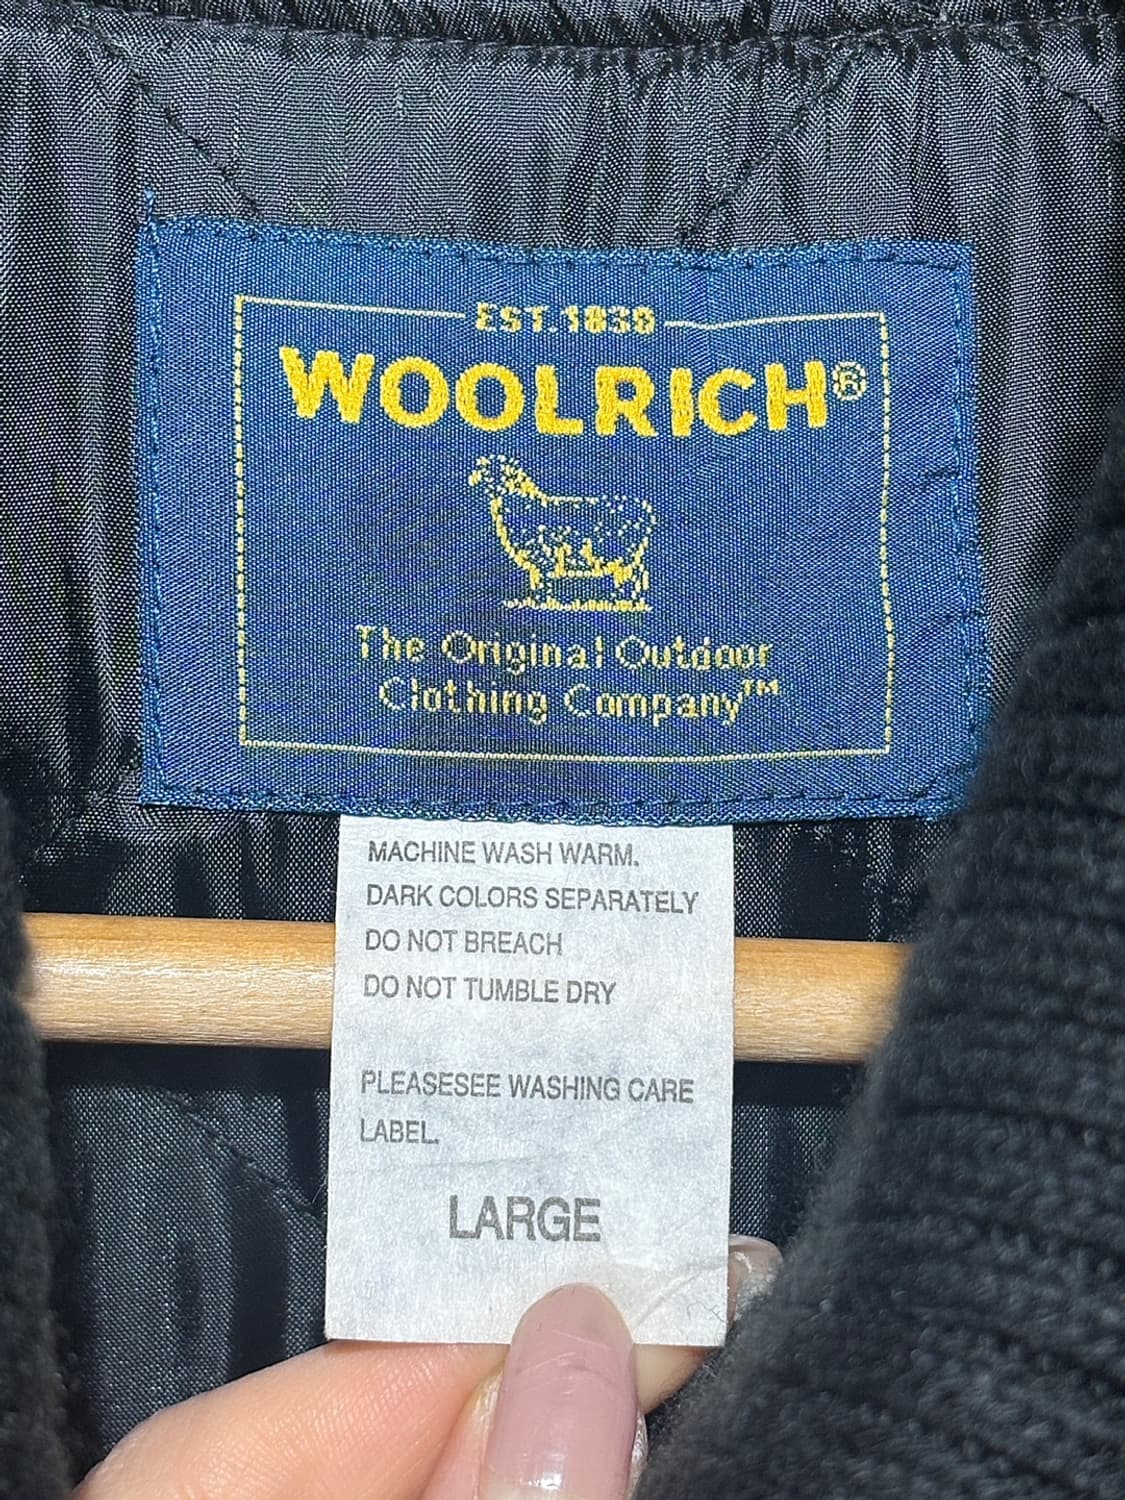 EST. 1830
WOOLRICH®
The Original Outdoor
Clothing Company™
MACHINE WASH WARM.
DARK COLORS SEPARATELY
DO NOT BREACH
DO NOT TUMBLE DRY
PLEASESEE WASHING CARE
LABEL.
LARGE